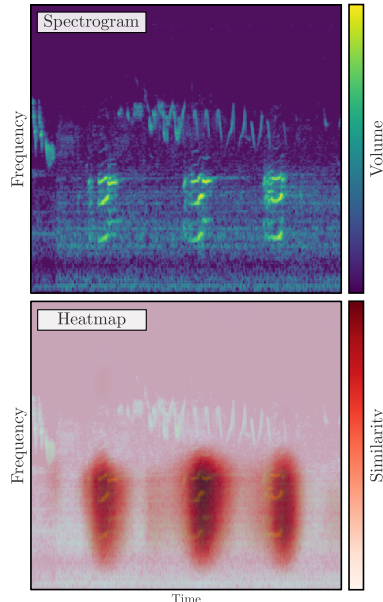 Spectrogram
Frequency
Volume
Heatmap
Frequency
Similarity
Time